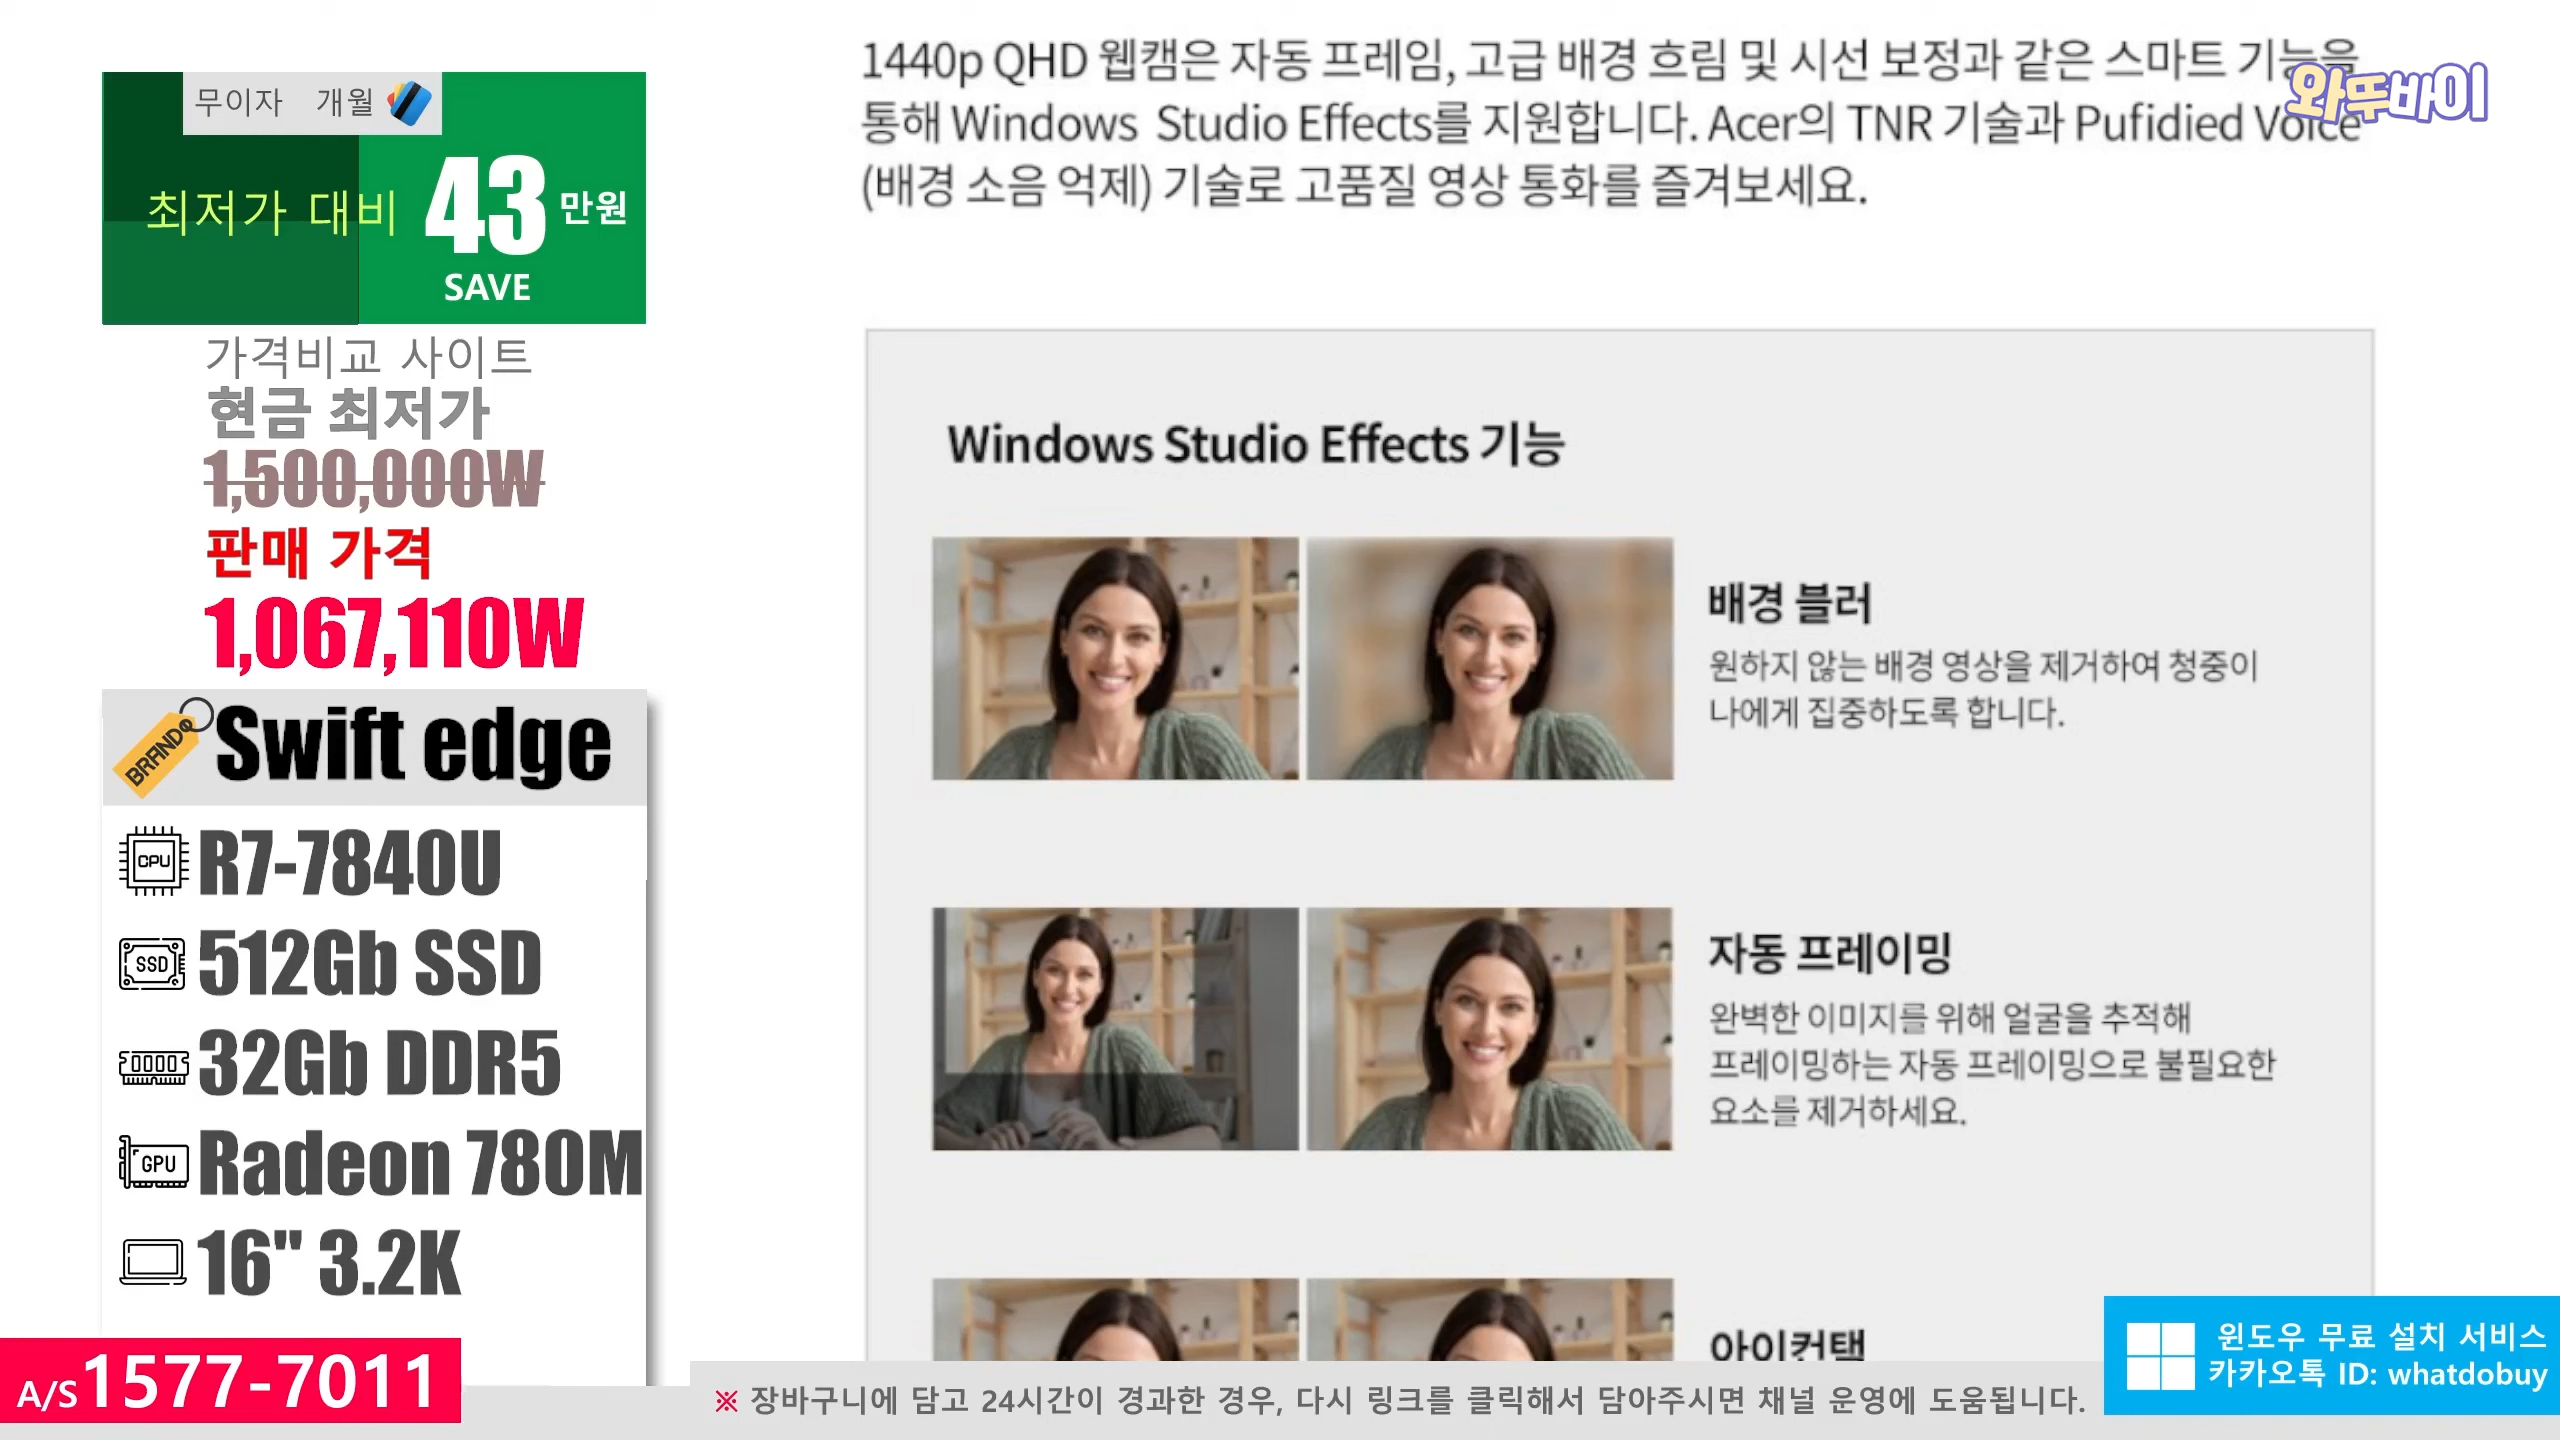 무이자 개월
최저가 대비 43 만원
SAVE
가격비교 사이트
현금 최저가
1,500,000W
판매 가격
1,067,110W
BRAND
Swift edge
CPU R7-7840U
SSD 512Gb SSD
32Gb DDR5
GPU Radeon 780M
16" 3.2K
A/S 1577-7011
와뚜바이
1440p QHD 웹캠은 자동 프레임, 고급 배경 흐림 및 시선 보정과 같은 스마트 기능을
통해 Windows Studio Effects를 지원합니다. Acer의 TNR 기술과 Pufidied Voice
(배경 소음 억제) 기술로 고품질 영상 통화를 즐겨보세요.
Windows Studio Effects 기능
배경 블러
원하지 않는 배경 영상을 제거하여 청중이
나에게 집중하도록 합니다.
자동 프레이밍
완벽한 이미지를 위해 얼굴을 추적해
프레이밍하는 자동 프레이밍으로 불필요한
요소를 제거하세요.
아이컨택
※ 장바구니에 담고 24시간이 경과한 경우, 다시 링크를 클릭해서 담아주시면 채널 운영에 도움됩니다.
윈도우 무료 설치 서비스
카카오톡 ID: whatdobuy